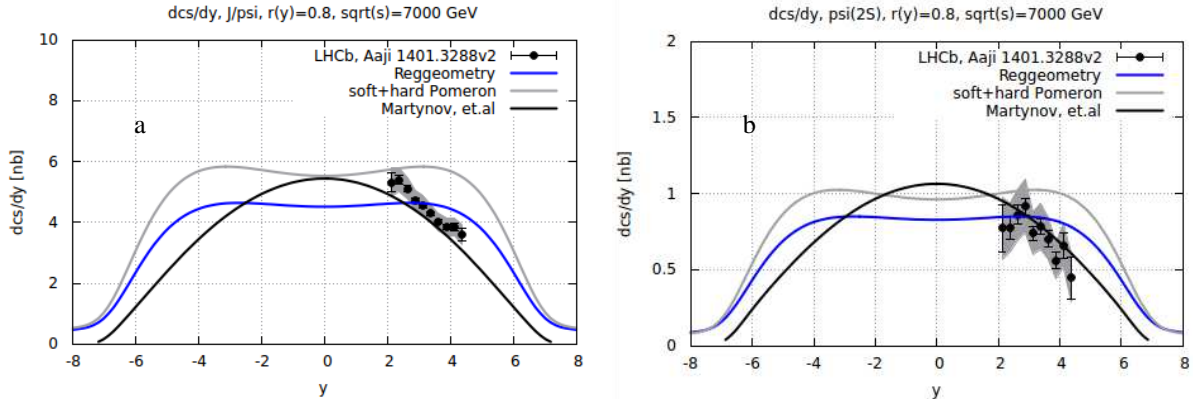 dcs/dy, J/psi, r(y)=0.8, sqrt(s)=7000 GeV
10
8
6
4
2
0
dcs/dy [nb]
a
LHCb, Aaji 1401.3288v2
Reggeometry
soft+hard Pomeron
Martynov, et.al
-8 -6 -4 -2 0 2 4 6 8
y
dcs/dy, psi(2S), r(y)=0.8, sqrt(s)=7000 GeV
2
1.5
1
0.5
0
dcs/dy [nb]
b
LHCb, Aaji 1401.3288v2
Reggeometry
soft+hard Pomeron
Martynov, et.al
-8 -6 -4 -2 0 2 4 6 8
y